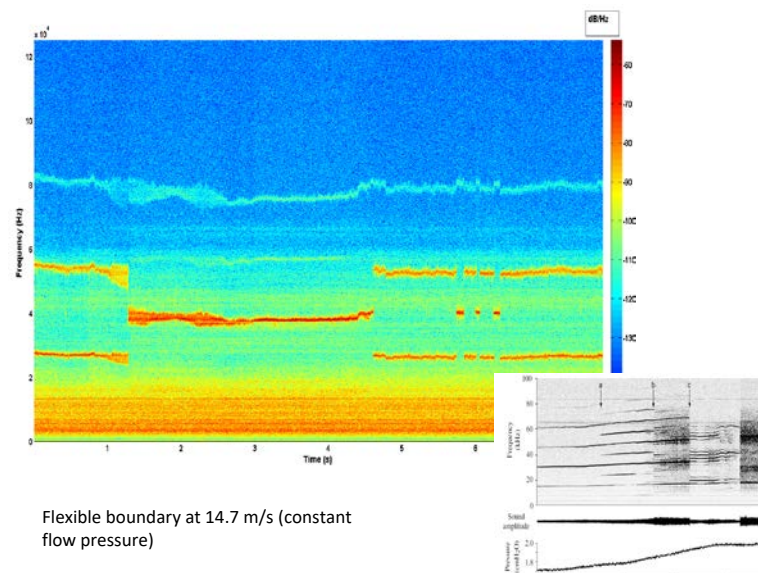 dB/Hz
x 10⁴
12
10
8
6
4
2
0
Frequency (Hz)
1
2
3
4
5
6
Time (s)
-60
-70
-80
-90
-100
-110
-120
-130
a
b
c
100
80
60
40
20
0
Frequency
(kHz)
Sound
amplitude
2.0
1.8
Pressure
Flexible boundary at 14.7 m/s (constant
flow pressure)